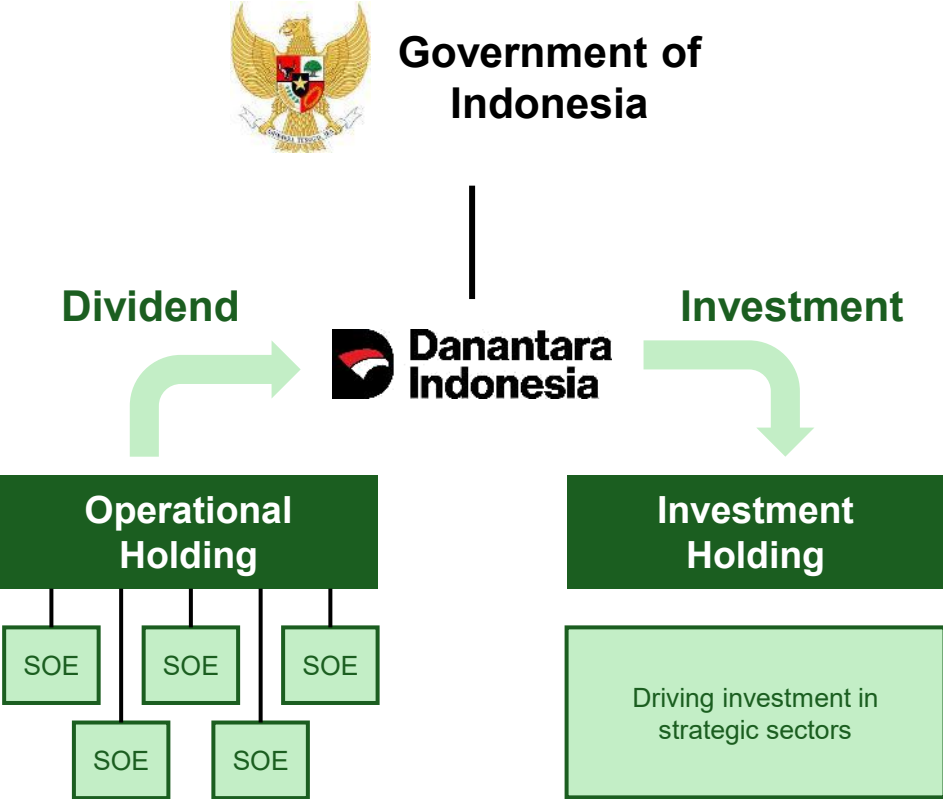 Government of
Indonesia
Dividend
Investment
Danantara
Indonesia
Operational
Holding
Investment
Holding
SOE
SOE
SOE
SOE
SOE
Driving investment in
strategic sectors